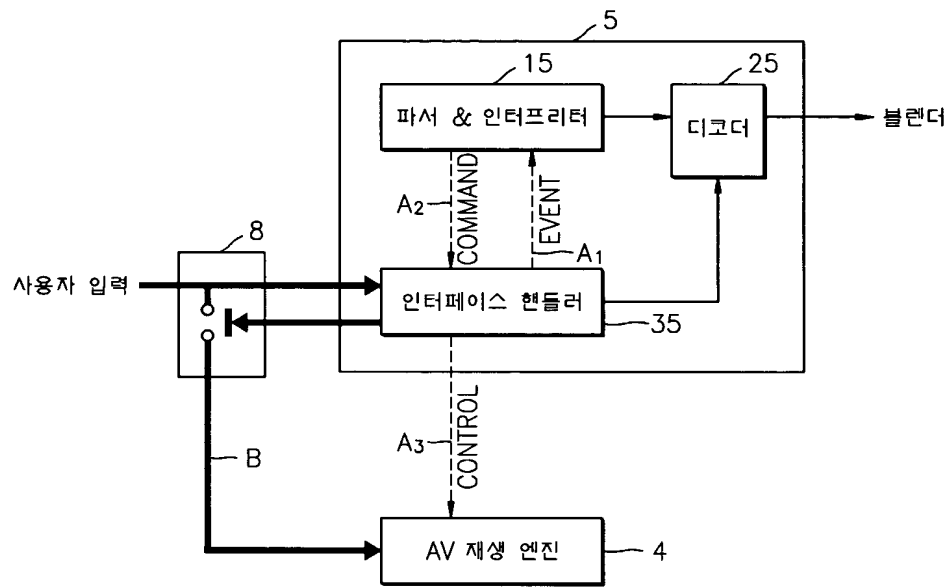 5
15
25
파서 & 인터프리터
디코더
블렌더
A2
COMMAND
EVENT
A1
8
사용자 입력
인터페이스 핸들러
35
A3
CONTROL
B
AV 재생 엔진
4